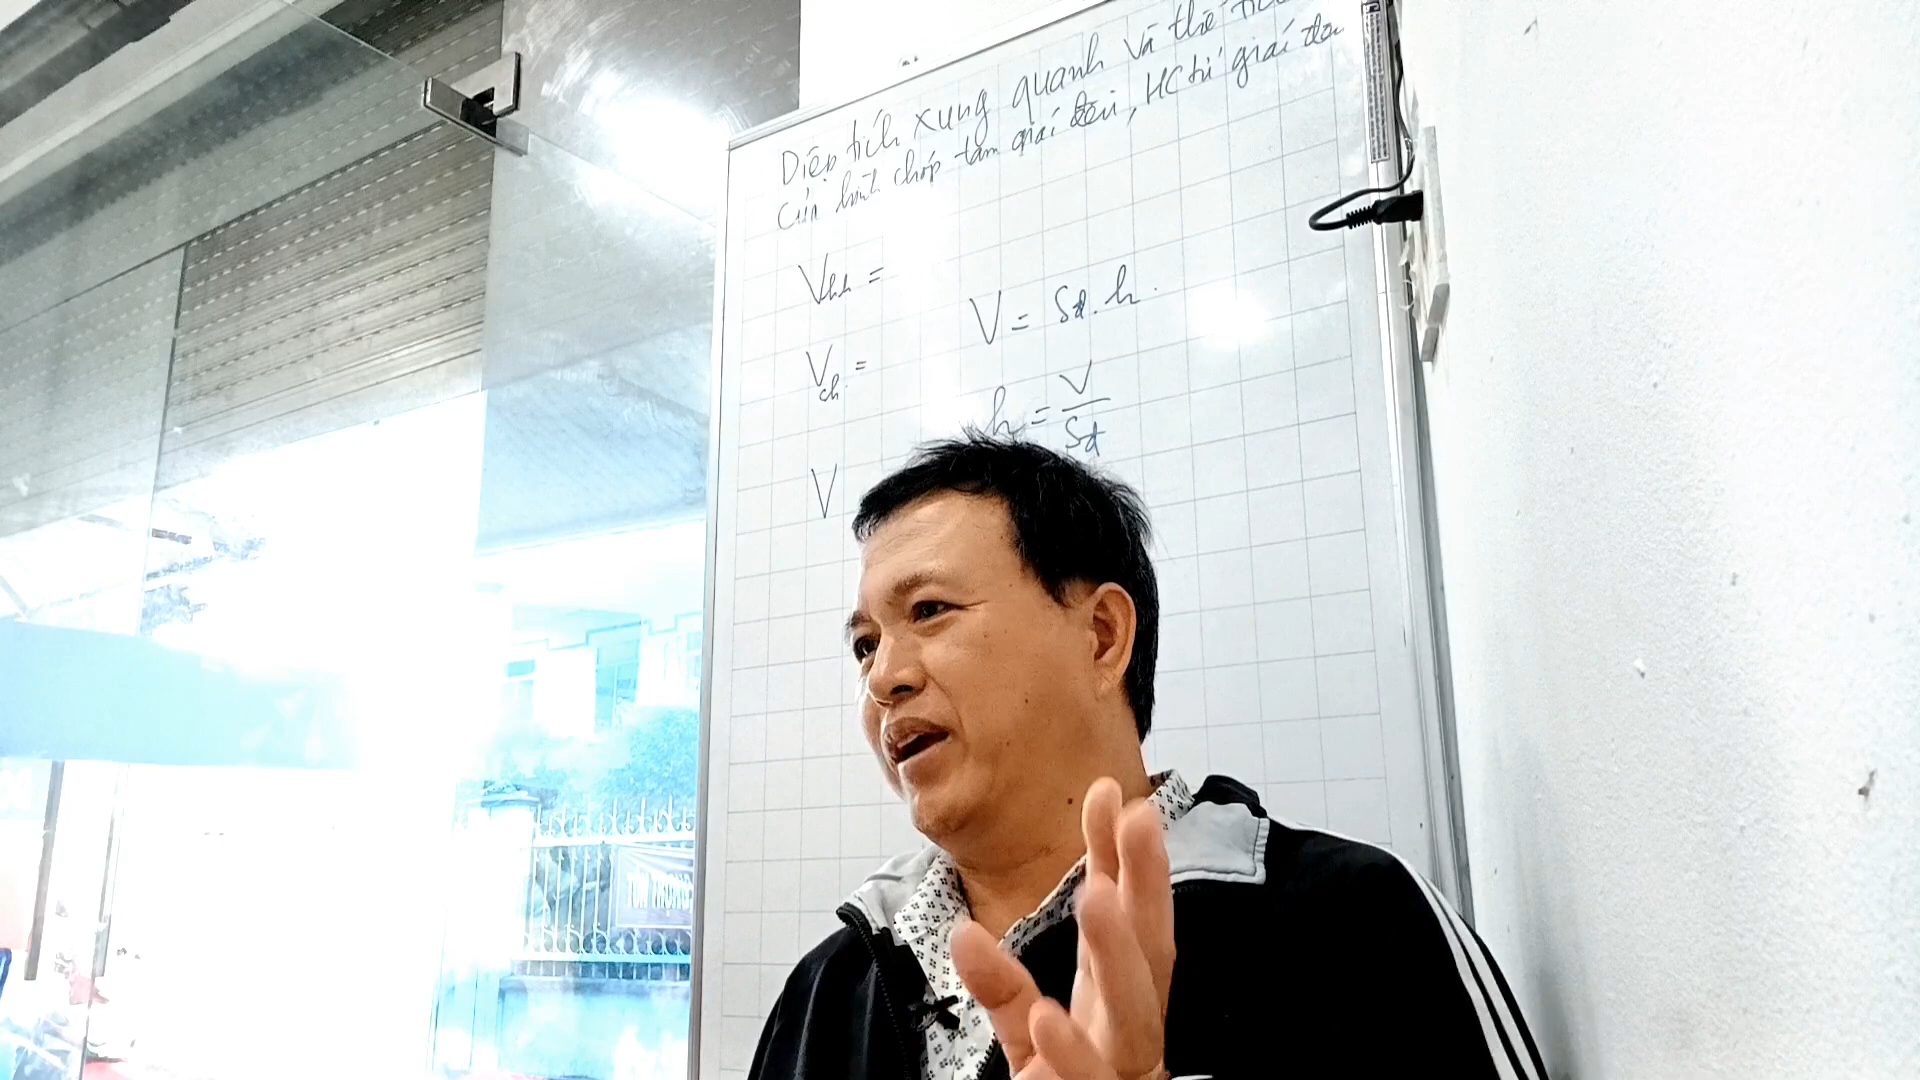 Diện tích xung quanh và thể tích
của hình chóp tam giác đều, HC tứ giác đều
Vhh =
V = Sđ. h.
Vch. =
h = V / Sđ
V